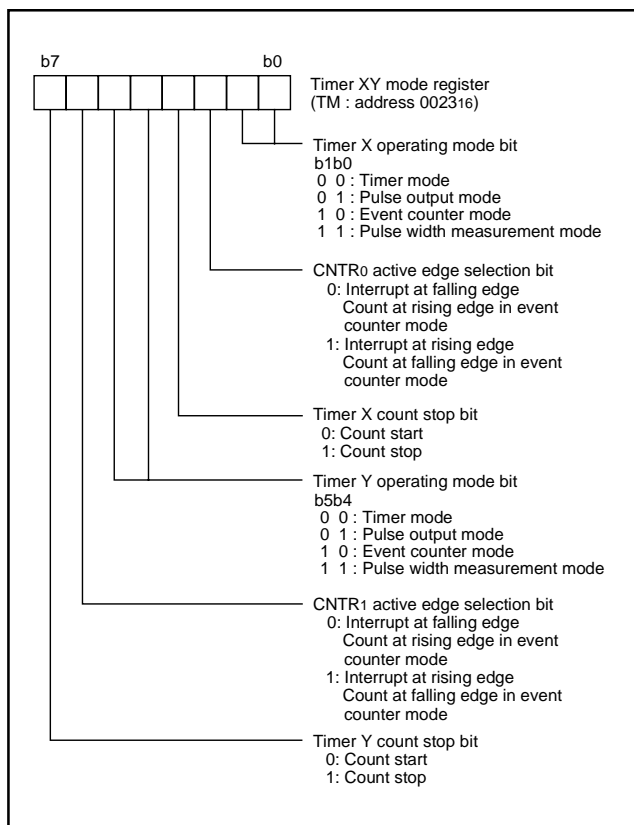 b7 b0
Timer XY mode register
(TM : address 002316)
Timer X operating mode bit
b1b0
0 0 : Timer mode
0 1 : Pulse output mode
1 0 : Event counter mode
1 1 : Pulse width measurement mode
CNTR0 active edge selection bit
0: Interrupt at falling edge
Count at rising edge in event
counter mode
1: Interrupt at rising edge
Count at falling edge in event
counter mode
Timer X count stop bit
0: Count start
1: Count stop
Timer Y operating mode bit
b5b4
0 0 : Timer mode
0 1 : Pulse output mode
1 0 : Event counter mode
1 1 : Pulse width measurement mode
CNTR1 active edge selection bit
0: Interrupt at falling edge
Count at rising edge in event
counter mode
1: Interrupt at rising edge
Count at falling edge in event
counter mode
Timer Y count stop bit
0: Count start
1: Count stop